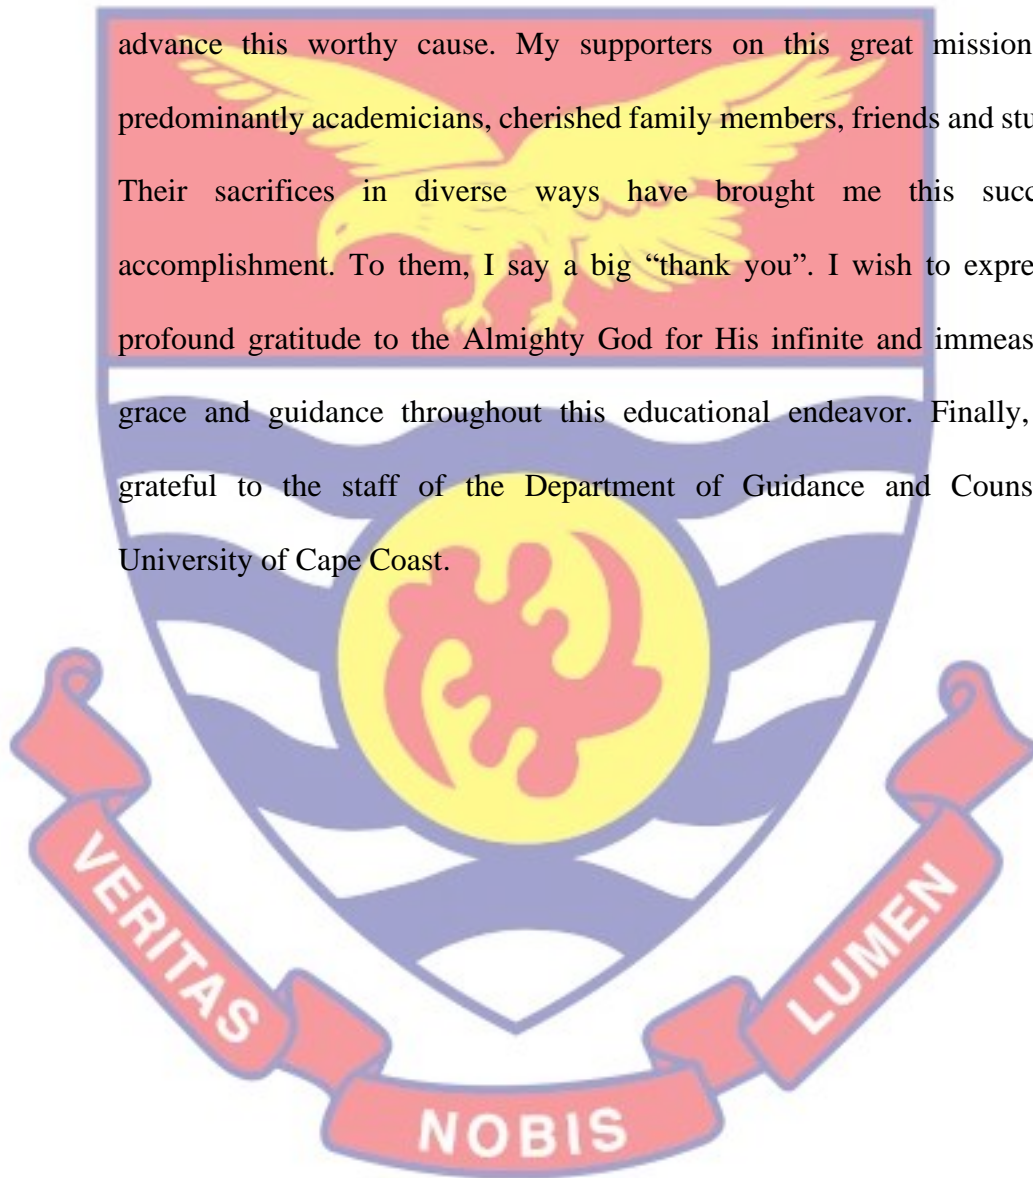 advance this worthy cause. My supporters on this great mission
predominantly academicians, cherished family members, friends and stu
Their sacrifices in diverse ways have brought me this succ
accomplishment. To them, I say a big “thank you”. I wish to expre
profound gratitude to the Almighty God for His infinite and immeas
grace and guidance throughout this educational endeavor. Finally,
grateful to the staff of the Department of Guidance and Couns
University of Cape Coast.
VERITAS
NOBIS
LUMEN